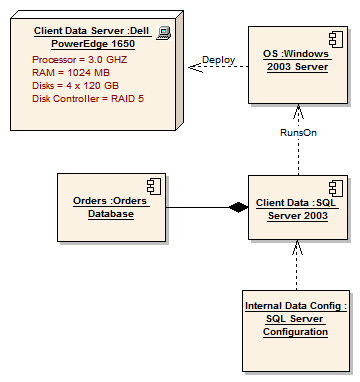 Client Data Server :Dell
PowerEdge 1650
Processor = 3.0 GHZ
RAM = 1024 MB
Disks = 4 x 120 GB
Disk Controller = RAID 5
Deploy
OS :Windows
2003 Server
RunsOn
Orders :Orders
Database
Client Data :SQL
Server 2003
Internal Data Config :
SQL Server
Configuration